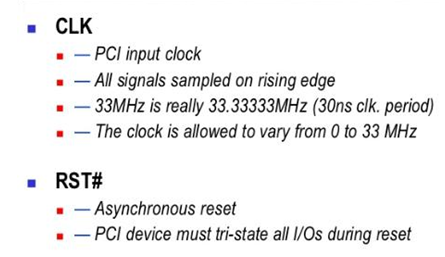 CLK
— PCI input clock
— All signals sampled on rising edge
— 33MHz is really 33.33333MHz (30ns clk. period)
— The clock is allowed to vary from 0 to 33 MHz
RST#
— Asynchronous reset
— PCI device must tri-state all I/Os during reset